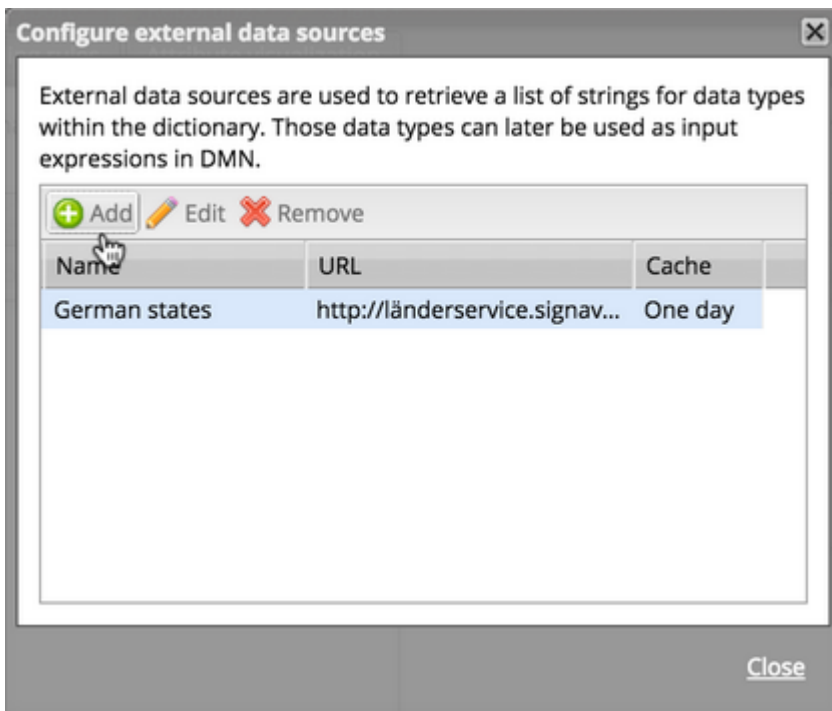 Configure external data sources
External data sources are used to retrieve a list of strings for data types
within the dictionary. Those data types can later be used as input
expressions in DMN.
Add Edit Remove
Name URL Cache
German states http://länderservice.signav... One day
Close